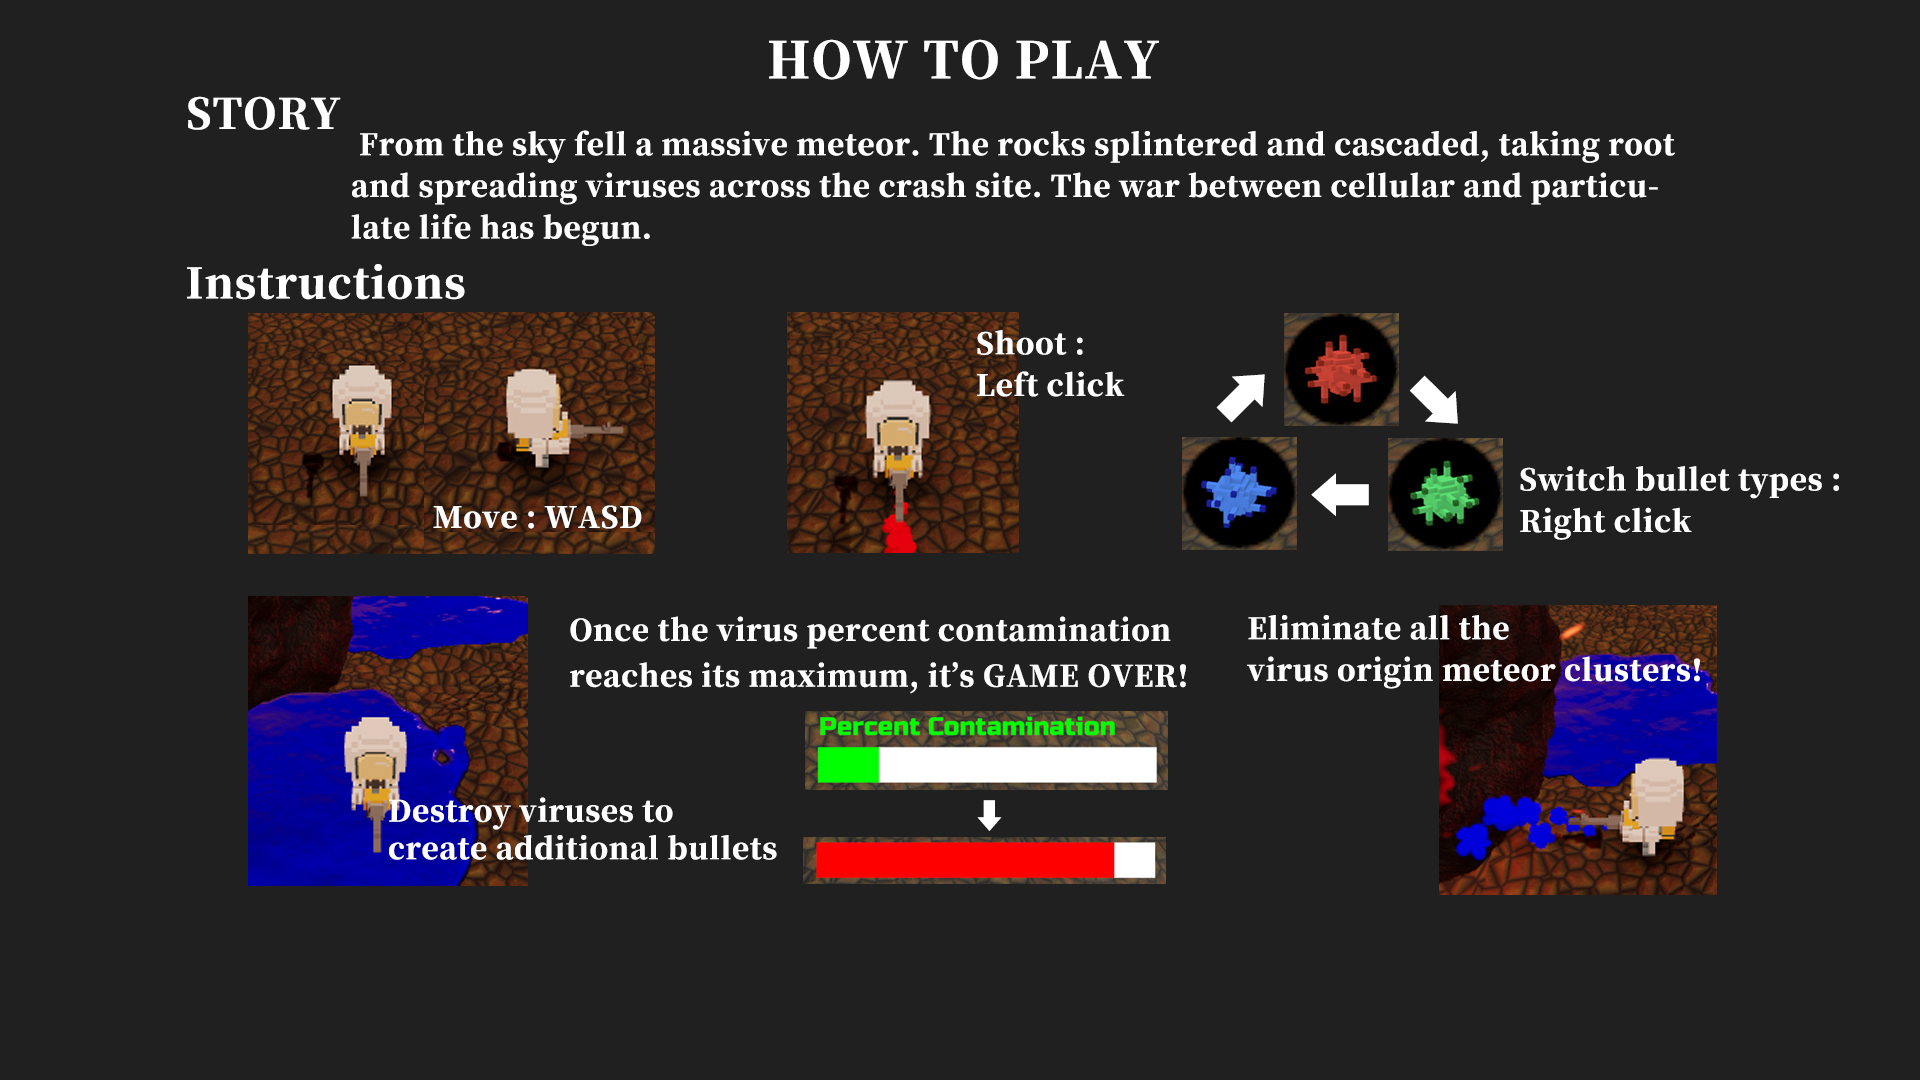 HOW TO PLAY
STORY
From the sky fell a massive meteor. The rocks splintered and cascaded, taking root
and spreading viruses across the crash site. The war between cellular and particu-
late life has begun.
Instructions
Move : WASD
Shoot :
Left click
Switch bullet types :
Right click
Destroy viruses to
create additional bullets
Once the virus percent contamination
reaches its maximum, it’s GAME OVER!
Percent Contamination
Eliminate all the
virus origin meteor clusters!